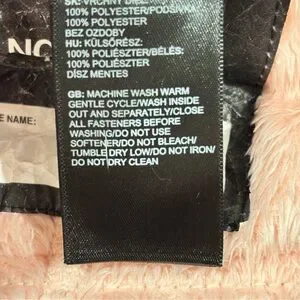 SK: VRCHNÝ DIEL:
100% POLYESTER/PODŠÍVKA:
100% POLYESTER
BEZ OZDOBY
HU: KÜLSŐRÉSZ:
100% POLIÉSZTER/BÉLÉS:
100% POLIÉSZTER
DÍSZ MENTES
GB: MACHINE WASH WARM
GENTLE CYCLE/WASH INSIDE
OUT AND SEPARATELY/CLOSE
ALL FASTENERS BEFORE
WASHING/DO NOT USE
SOFTENER/DO NOT BLEACH/
TUMBLE DRY LOW/DO NOT IRON/
DO NOT DRY CLEAN
NO
E NAME: